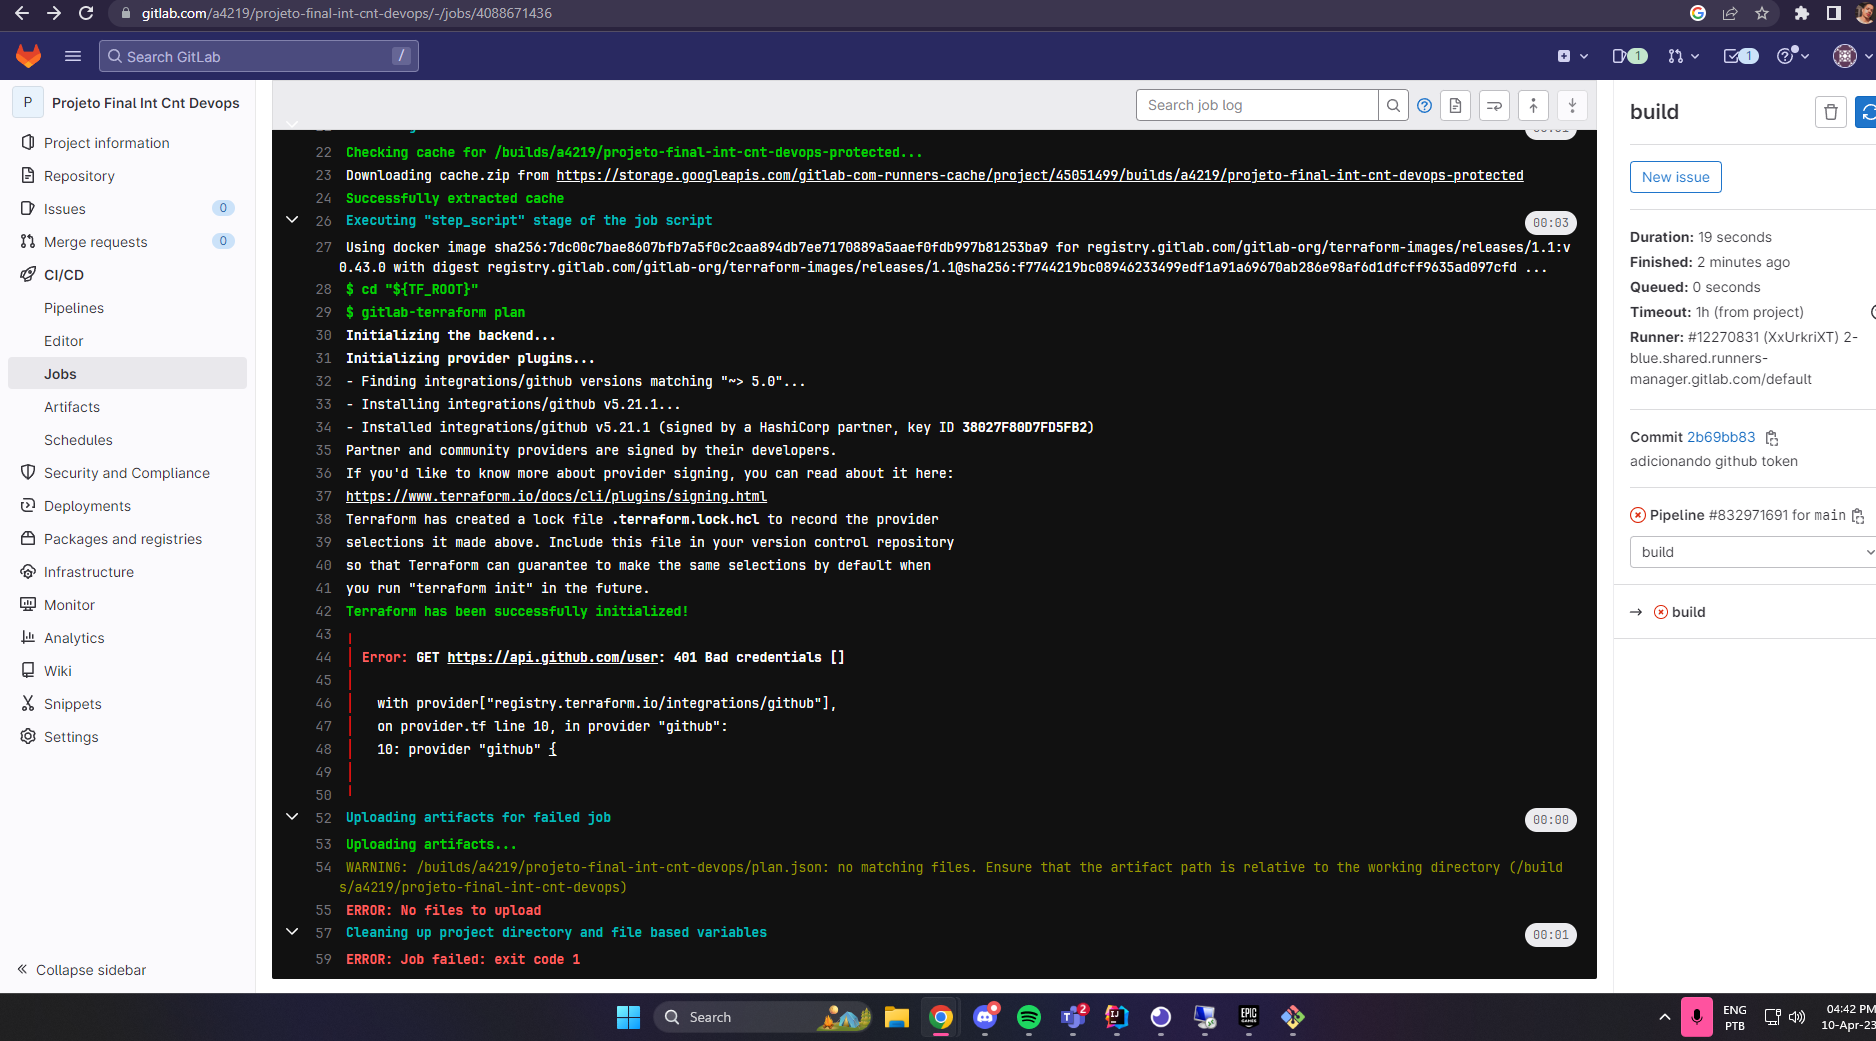 gitlab.com/a4219/projeto-final-int-cnt-devops/-/jobs/4088671436
Search GitLab
/
1
1
P
Projeto Final Int Cnt Devops
Project information
Repository
Issues
0
Merge requests
0
CI/CD
Pipelines
Editor
Jobs
Artifacts
Schedules
Security and Compliance
Deployments
Packages and registries
Infrastructure
Monitor
Analytics
Wiki
Snippets
Settings
Collapse sidebar
Search job log
22 Checking cache for /builds/a4219/projeto-final-int-cnt-devops-protected...
23 Downloading cache.zip from https://storage.googleapis.com/gitlab-com-runners-cache/project/45051499/builds/a4219/projeto-final-int-cnt-devops-protected
24 Successfully extracted cache
26 Executing "step_script" stage of the job script
00:03
27 Using docker image sha256:7dc00c7bae8607bfb7a5f0c2caa894db7ee7170889a5aaef0fdb997b81253ba9 for registry.gitlab.com/gitlab-org/terraform-images/releases/1.1:v
0.43.0 with digest registry.gitlab.com/gitlab-org/terraform-images/releases/1.1@sha256:f7744219bc08946233499edf1a91a69670ab286e98af6d1dfcff9635ad097cfd ...
28 $ cd "${TF_ROOT}"
29 $ gitlab-terraform plan
30 Initializing the backend...
31 Initializing provider plugins...
32 - Finding integrations/github versions matching "~> 5.0"...
33 - Installing integrations/github v5.21.1...
34 - Installed integrations/github v5.21.1 (signed by a HashiCorp partner, key ID 38027F80D7FD5FB2)
35 Partner and community providers are signed by their developers.
36 If you'd like to know more about provider signing, you can read about it here:
37 https://www.terraform.io/docs/cli/plugins/signing.html
38 Terraform has created a lock file .terraform.lock.hcl to record the provider
39 selections it made above. Include this file in your version control repository
40 so that Terraform can guarantee to make the same selections by default when
41 you run "terraform init" in the future.
42 Terraform has been successfully initialized!
43
44 Error: GET https://api.github.com/user: 401 Bad credentials []
45
46 with provider["registry.terraform.io/integrations/github"],
47 on provider.tf line 10, in provider "github":
48 10: provider "github" {
49
50
52 Uploading artifacts for failed job
00:00
53 Uploading artifacts...
54 WARNING: /builds/a4219/projeto-final-int-cnt-devops/plan.json: no matching files. Ensure that the artifact path is relative to the working directory (/build
s/a4219/projeto-final-int-cnt-devops)
55 ERROR: No files to upload
57 Cleaning up project directory and file based variables
00:01
59 ERROR: Job failed: exit code 1
build
New issue
Duration: 19 seconds
Finished: 2 minutes ago
Queued: 0 seconds
Timeout: 1h (from project)
Runner: #12270831 (XxUrkriXT) 2-
blue.shared.runners-
manager.gitlab.com/default
Commit 2b69bb83
adicionando github token
Pipeline #832971691 for main
build
build
Search
2
EPIC
GAMES
ENG
PTB
04:42 PM
10-Apr-23